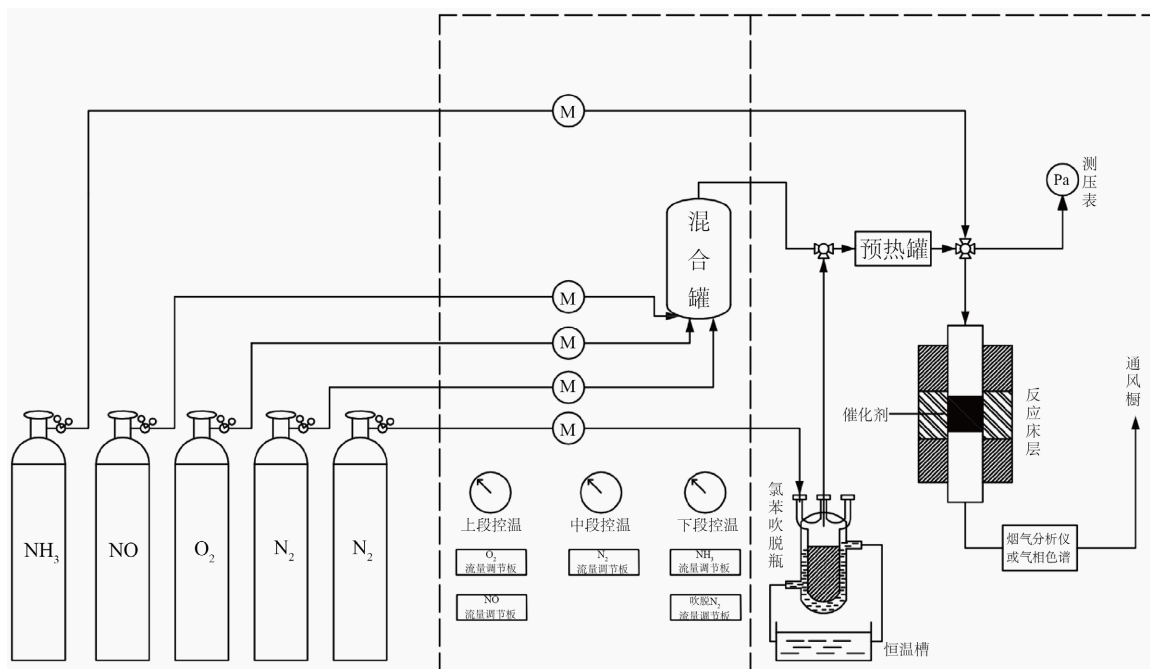 M
Pa
测压表
混合罐
预热罐
M
M
M
M
催化剂
反应床层
通风橱
NH₃
NO
O₂
N₂
N₂
上段控温
中段控温
下段控温
O₂
流量调节板
N₂
流量调节板
NH₃
流量调节板
NO
流量调节板
吹脱N₂
流量调节板
氯苯吹脱瓶
恒温槽
烟气分析仪
或气相色谱